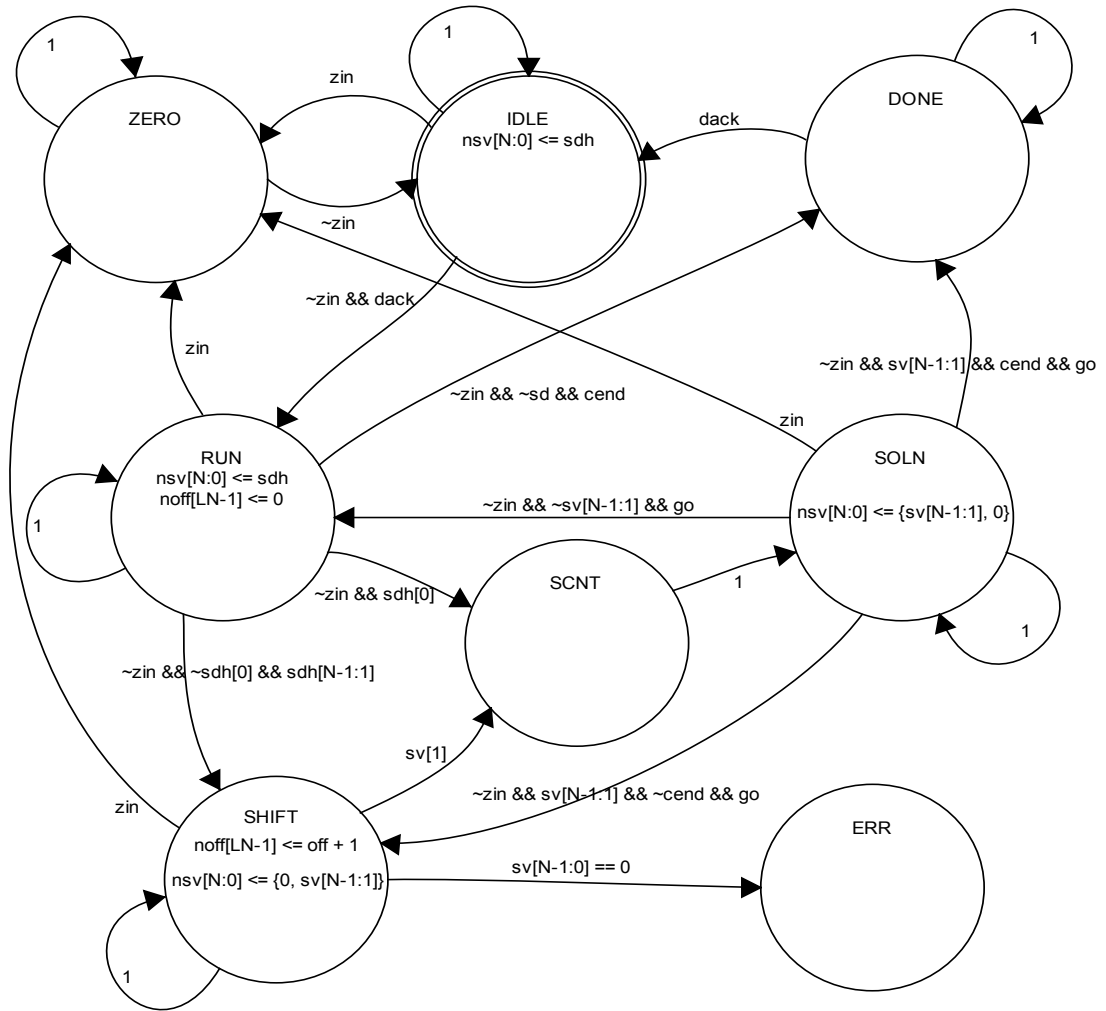 1
1
1
zin
ZERO
IDLE
nsv[N:0] <= sdh
DONE
dack
~zin
~zin && dack
zin
~zin && sv[N-1:1] && cend && go
~zin && ~sd && cend
zin
RUN
nsv[N:0] <= sdh
noff[LN-1] <= 0
SOLN
nsv[N:0] <= {sv[N-1:1], 0}
~zin && ~sv[N-1:1] && go
1
SCNT
1
~zin && sdh[0]
1
~zin && ~sdh[0] && sdh[N-1:1]
sv[1]
~zin && sv[N-1:1] && ~cend && go
zin
SHIFT
noff[LN-1] <= off + 1
nsv[N:0] <= {0, sv[N-1:1]}
ERR
sv[N-1:0] == 0
1